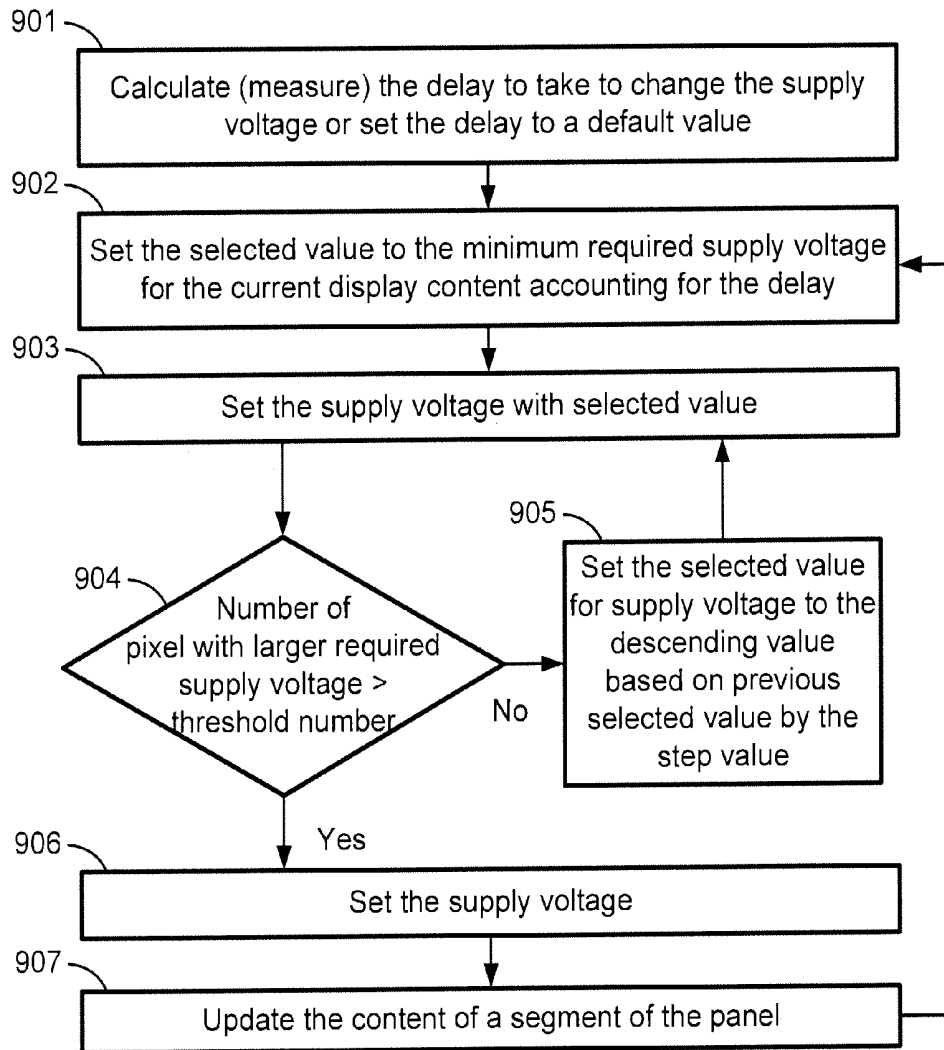 901
Calculate (measure) the delay to take to change the supply
voltage or set the delay to a default value
902
Set the selected value to the minimum required supply voltage
for the current display content accounting for the delay
903
Set the supply voltage with selected value
904
Number of
pixel with larger required
supply voltage >
threshold number
No
905
Set the selected value
for supply voltage to the
descending value
based on previous
selected value by the
step value
Yes
906
Set the supply voltage
907
Update the content of a segment of the panel